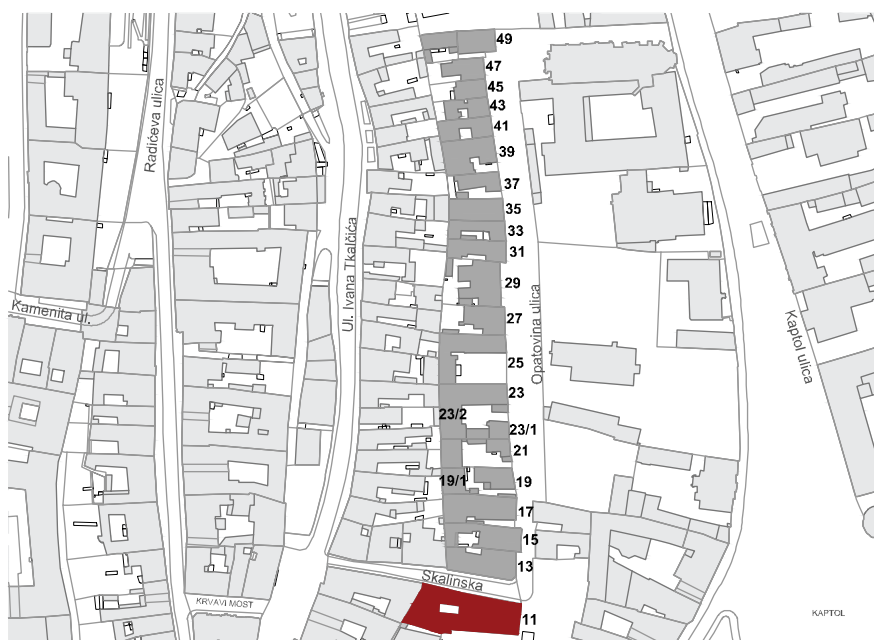 49
47
45
43
41
39
37
35
33
31
29
27
25
23
23/2
23/1
21
19/1
19
17
15
13
11
Radićeva ulica
Ul. Ivana Tkalčića
Kamenita ul.
Opatovina ulica
Kaptol ulica
Skalinska
KRVAVI MOST
KAPTOL